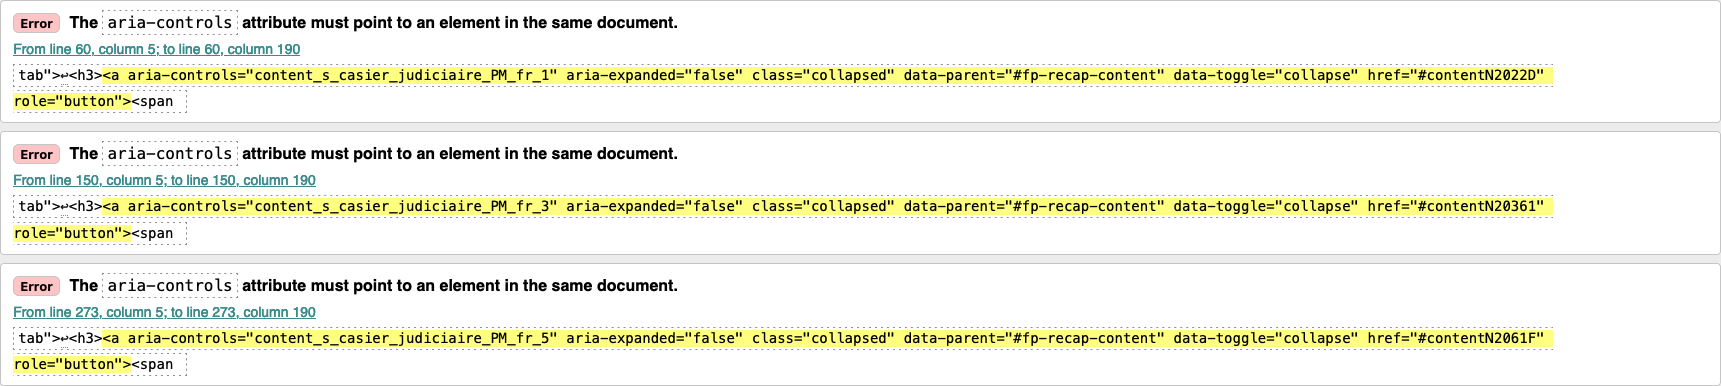 Error The aria-controls attribute must point to an element in the same document.
From line 60, column 5; to line 60, column 190
tab">↩<h3><a aria-controls="content_s_casier_judiciaire_PM_fr_1" aria-expanded="false" class="collapsed" data-parent="#fp-recap-content" data-toggle="collapse" href="#contentN2022D"
role="button"><span
Error The aria-controls attribute must point to an element in the same document.
From line 150, column 5; to line 150, column 190
tab">↩<h3><a aria-controls="content_s_casier_judiciaire_PM_fr_3" aria-expanded="false" class="collapsed" data-parent="#fp-recap-content" data-toggle="collapse" href="#contentN20361"
role="button"><span
Error The aria-controls attribute must point to an element in the same document.
From line 273, column 5; to line 273, column 190
tab">↩<h3><a aria-controls="content_s_casier_judiciaire_PM_fr_5" aria-expanded="false" class="collapsed" data-parent="#fp-recap-content" data-toggle="collapse" href="#contentN2061F"
role="button"><span